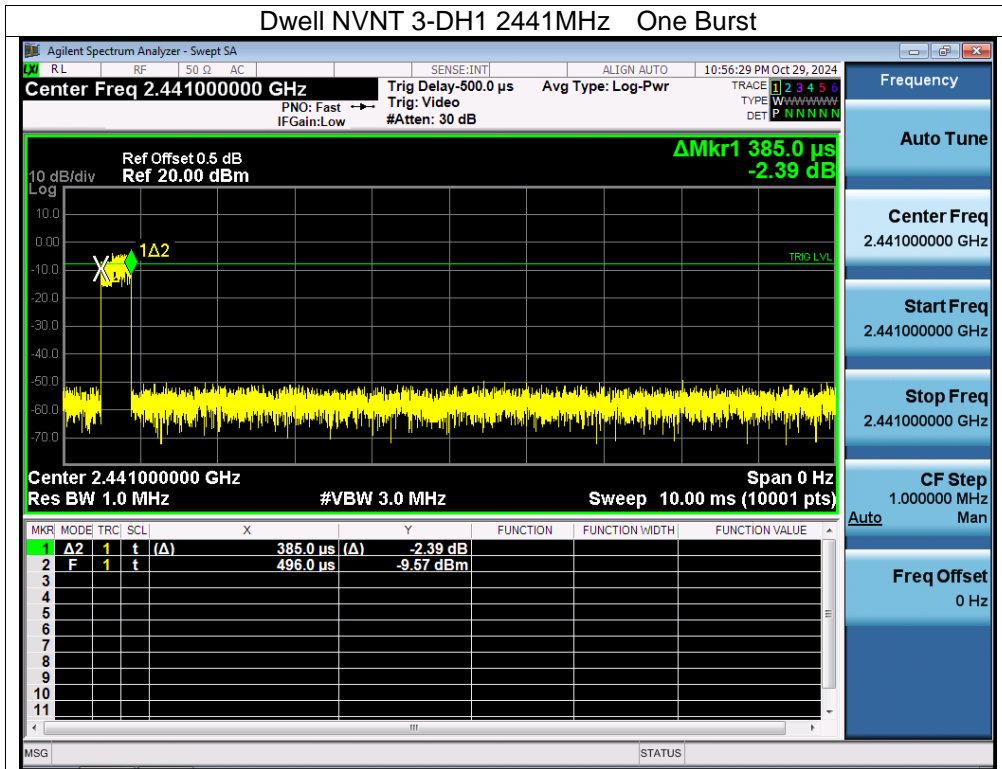 Dwell NVNT 3-DH1 2441MHz One Burst
Agilent Spectrum Analyzer - Swept SA
LXI RL RF 50 Ω AC SENSE:INT ALIGN AUTO 10:56:29 PM Oct 29, 2024
Center Freq 2.441000000 GHz
PNO: Fast
IFGain:Low
Trig Delay-500.0 µs
Trig: Video
#Atten: 30 dB
Avg Type: Log-Pwr
TRACE 1 2 3 4 5 6
TYPE WWWWWW
DET P N N N N N
Ref Offset 0.5 dB
10 dB/div Ref 20.00 dBm
Log
ΔMkr1 385.0 µs
-2.39 dB
10.0
0.00
-10.0
-20.0
-30.0
-40.0
-50.0
-60.0
-70.0
1Δ2
TRIG LVL
Center 2.441000000 GHz Span 0 Hz
Res BW 1.0 MHz #VBW 3.0 MHz Sweep 10.00 ms (10001 pts)
MKR MODE TRC SCL X Y FUNCTION FUNCTION WIDTH FUNCTION VALUE
1 Δ2 1 t (Δ) 385.0 µs (Δ) -2.39 dB
2 F 1 t 496.0 µs -9.57 dBm
3
4
5
6
7
8
9
10
11
MSG STATUS
Frequency
Auto Tune
Center Freq
2.441000000 GHz
Start Freq
2.441000000 GHz
Stop Freq
2.441000000 GHz
CF Step
1.000000 MHz
Auto Man
Freq Offset
0 Hz